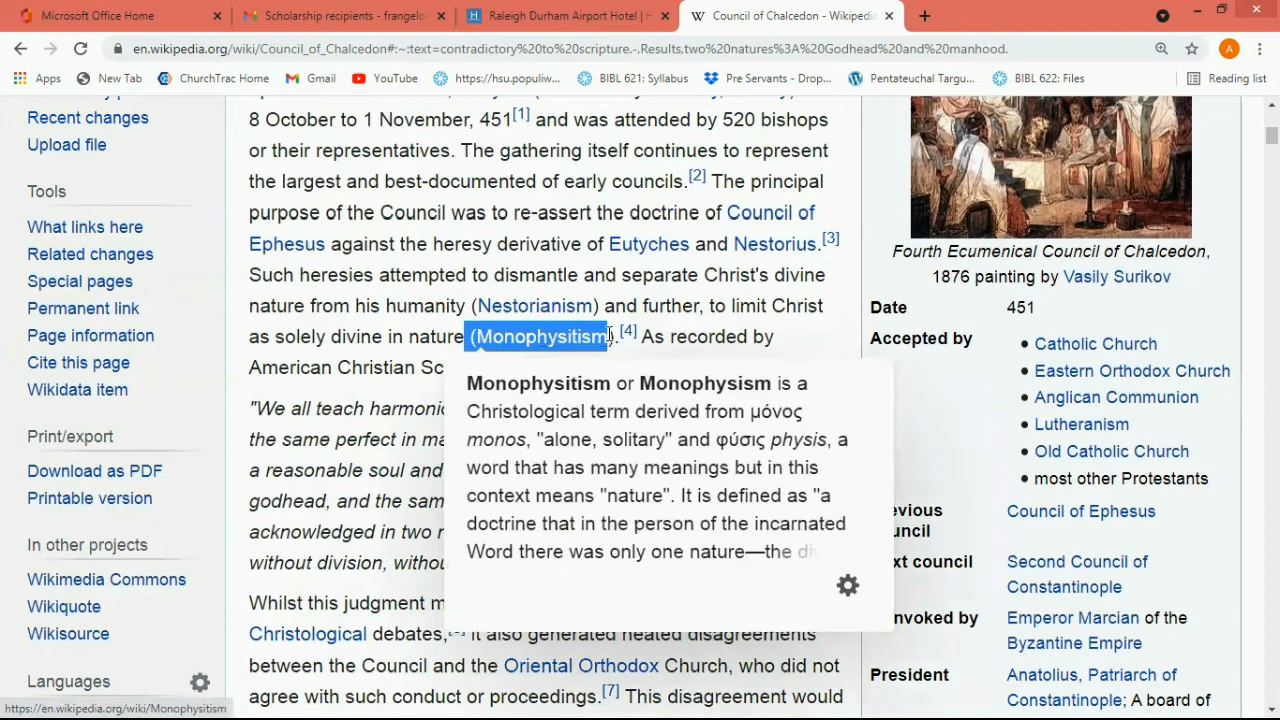 Microsoft Office Home
Scholarship recipients - frangelo
Raleigh Durham Airport Hotel | H
Council of Chalcedon - Wikipedia
en.wikipedia.org/wiki/Council_of_Chalcedon#:~:text=contradictory%20to%20scripture.-,Results,two%20natures%3A%20Godhead%20and%20manhood.
A
Apps
New Tab
ChurchTrac Home
Gmail
YouTube
https://hsu.populiw...
BIBL 621: Syllabus
Pre Servants - Drop...
Pentateuchal Targu...
BIBL 622: Files
Reading list
Recent changes
Upload file
Tools
What links here
Related changes
Special pages
Permanent link
Page information
Cite this page
Wikidata item
Print/export
Download as PDF
Printable version
In other projects
Wikimedia Commons
Wikiquote
Wikisource
Languages
https://en.wikipedia.org/wiki/Monophysitism
8 October to 1 November, 451[1] and was attended by 520 bishops
or their representatives. The gathering itself continues to represent
the largest and best-documented of early councils.[2] The principal
purpose of the Council was to re-assert the doctrine of Council of
Ephesus against the heresy derivative of Eutyches and Nestorius.[3]
Such heresies attempted to dismantle and separate Christ's divine
nature from his humanity (Nestorianism) and further, to limit Christ
as solely divine in nature (Monophysitism).[4] As recorded by
American Christian Sc
"We all teach harmonic
the same perfect in ma
a reasonable soul and
godhead, and the sam
acknowledged in two n
without division, withou
Whilst this judgment m
Christological debates, it also generated heated disagreements
between the Council and the Oriental Orthodox Church, who did not
agree with such conduct or proceedings.[7] This disagreement would
Monophysitism or Monophysism is a
Christological term derived from μόνος
monos, "alone, solitary" and φύσις physis, a
word that has many meanings but in this
context means "nature". It is defined as "a
doctrine that in the person of the incarnated
Word there was only one nature—the di
Fourth Ecumenical Council of Chalcedon,
1876 painting by Vasily Surikov
Date
451
Accepted by
• Catholic Church
• Eastern Orthodox Church
• Anglican Communion
• Lutheranism
• Old Catholic Church
• most other Protestants
evious
uncil
Council of Ephesus
xt council
Second Council of
Constantinople
nvoked by
Emperor Marcian of the
Byzantine Empire
President
Anatolius, Patriarch of
Constantinople; A board of